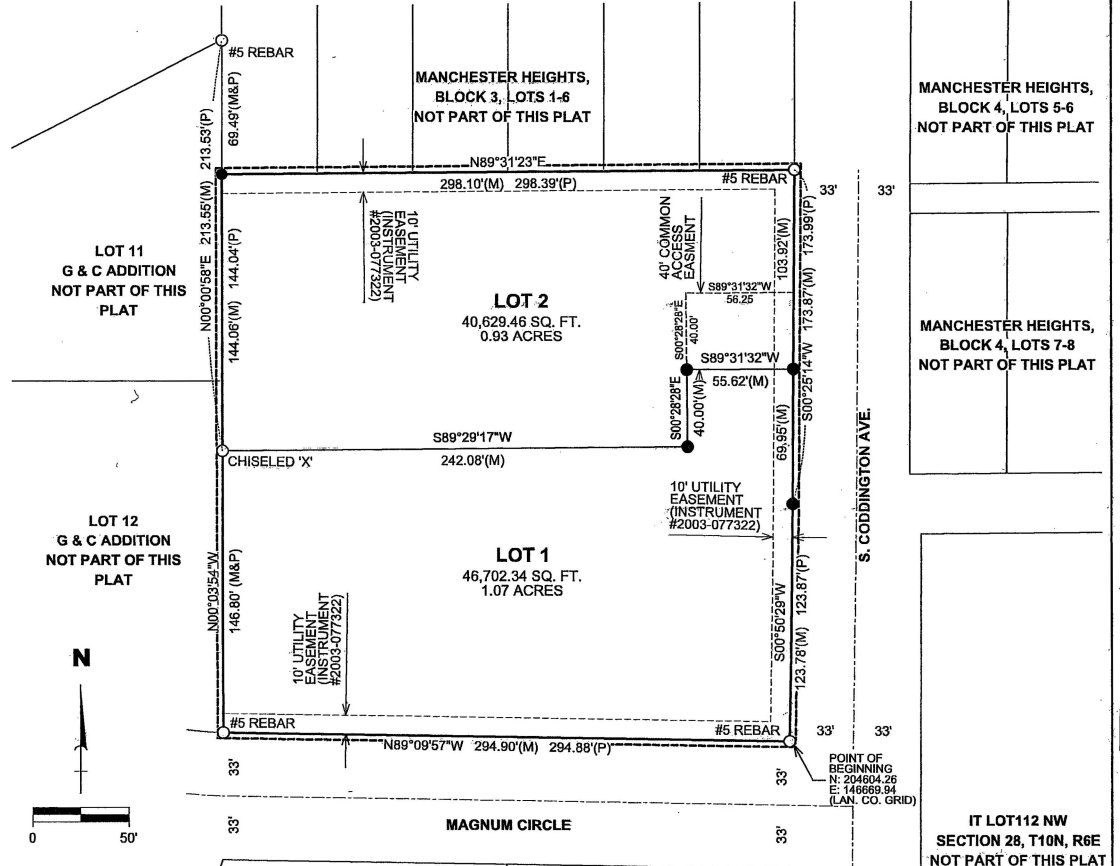 #5 REBAR
213.53'(P)
69.49'(M&P)
MANCHESTER HEIGHTS,
BLOCK 3, LOTS 1-6
NOT PART OF THIS PLAT
MANCHESTER HEIGHTS,
BLOCK 4, LOTS 5-6
NOT PART OF THIS PLAT
N89°31'23"E
298.10'(M) 298.39'(P)
#5 REBAR
33'
33'
LOT 11
G & C ADDITION
NOT PART OF THIS
PLAT
N00°00'58"E 213.55'(M)
144.06'(M) 144.04'(P)
10' UTILITY
EASEMENT
(INSTRUMENT
#2003-077322)
40' COMMON
ACCESS
EASMENT
103.92'(M)
173.99'(P)
S00°25'14"W 173.87'(M)
S89°31'32"W
56.25
LOT 2
40,629.46 SQ. FT.
0.93 ACRES
S00°28'28"E
40.00'
S89°31'32"W
55.62'(M)
S00°28'28"E
40.00'(M)
69.95'(M)
MANCHESTER HEIGHTS,
BLOCK 4, LOTS 7-8
NOT PART OF THIS PLAT
S89°29'17"W
242.08'(M)
CHISELED 'X'
S. CODDINGTON AVE.
10' UTILITY
EASEMENT
(INSTRUMENT
#2003-077322)
LOT 12
G & C ADDITION
NOT PART OF THIS
PLAT
LOT 1
46,702.34 SQ. FT.
1.07 ACRES
N00°03'54"W
146.80' (M&P)
10' UTILITY
EASEMENT
(INSTRUMENT
#2003-077322)
S00°50'29"W
123.78'(M) 123.87'(P)
N
#5 REBAR
#5 REBAR
33'
33'
N89°09'57"W 294.90'(M) 294.88'(P)
POINT OF
BEGINNING
N: 204604.26
E: 146669.94
(LAN. CO. GRID)
33'
33'
0 50'
33'
33'
MAGNUM CIRCLE
IT LOT112 NW
SECTION 28, T10N, R6E
NOT PART OF THIS PLAT